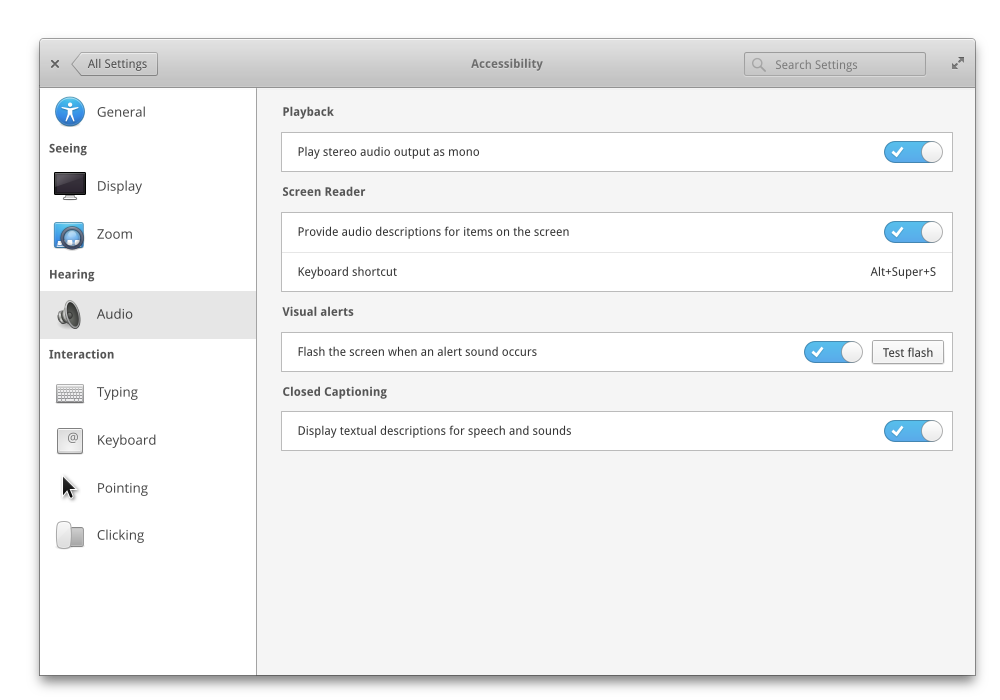 All Settings
Accessibility
Search Settings
General
Seeing
Display
Zoom
Hearing
Audio
Interaction
Typing
@
Keyboard
Pointing
Clicking
Playback
Play stereo audio output as mono
Screen Reader
Provide audio descriptions for items on the screen
Keyboard shortcut Alt+Super+S
Visual alerts
Flash the screen when an alert sound occurs Test flash
Closed Captioning
Display textual descriptions for speech and sounds